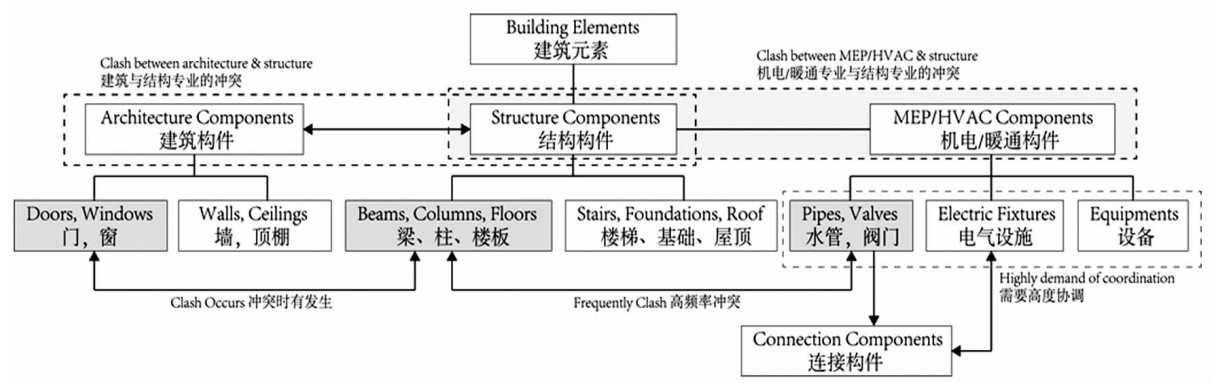 Building Elements
建筑元素
Clash between architecture & structure
建筑与结构专业的冲突
Clash between MEP/HVAC & structure
机电/暖通专业与结构专业的冲突
Architecture Components
建筑构件
Structure Components
结构构件
MEP/HVAC Components
机电/暖通构件
Doors, Windows
门，窗
Walls, Ceilings
墙，顶棚
Beams, Columns, Floors
梁、柱、楼板
Stairs, Foundations, Roof
楼梯、基础、屋顶
Pipes, Valves
水管，阀门
Electric Fixtures
电气设施
Equipments
设备
Clash Occurs 冲突时有发生
Frequently Clash 高频率冲突
Highly demand of coordination
需要高度协调
Connection Components
连接构件